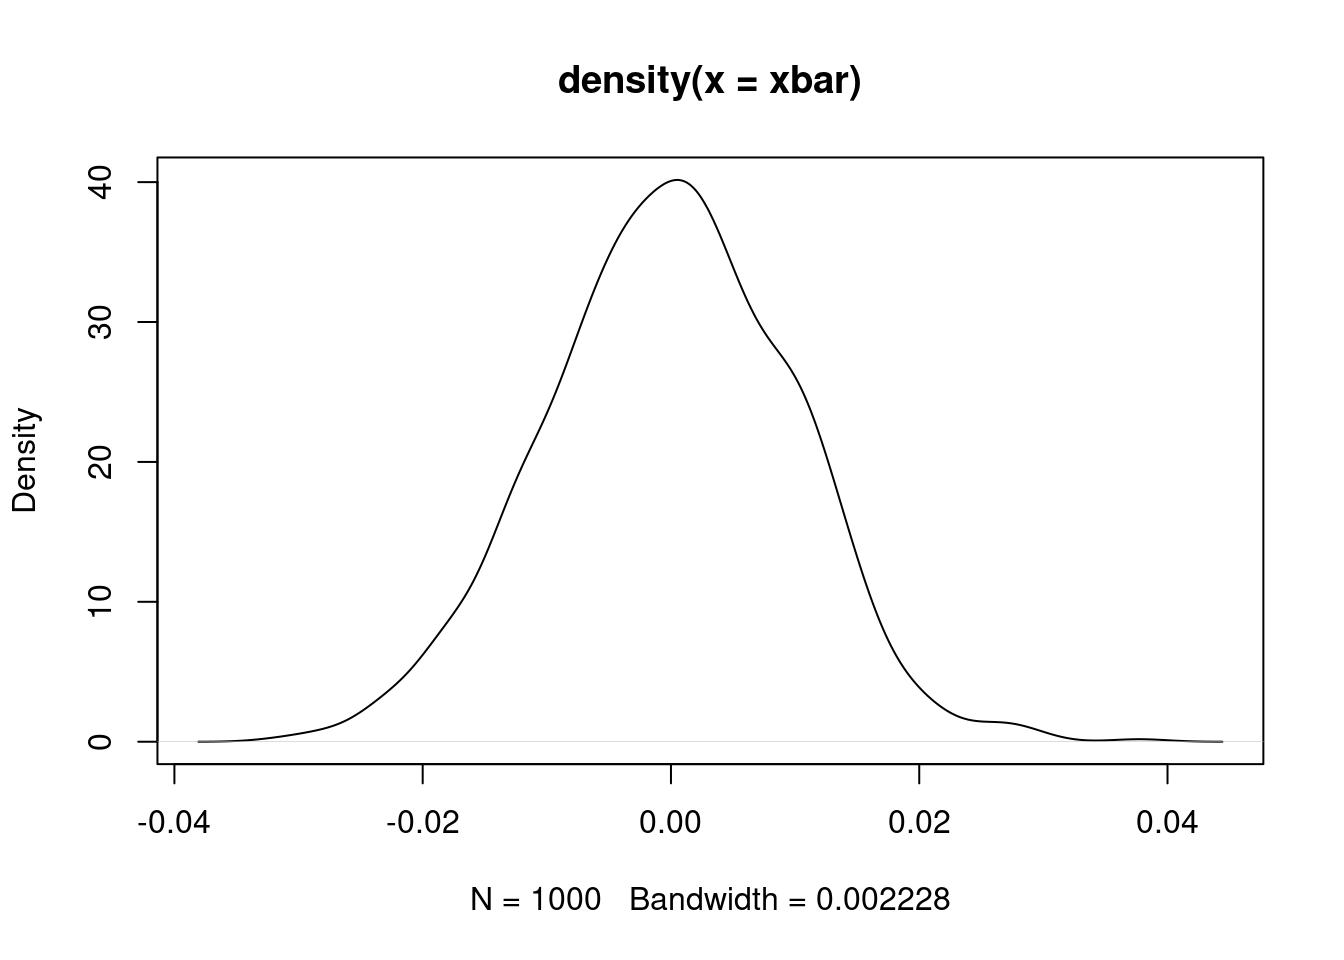 density(x = xbar)
Density
40
30
20
10
0
-0.04 -0.02 0.00 0.02 0.04
N = 1000 Bandwidth = 0.002228